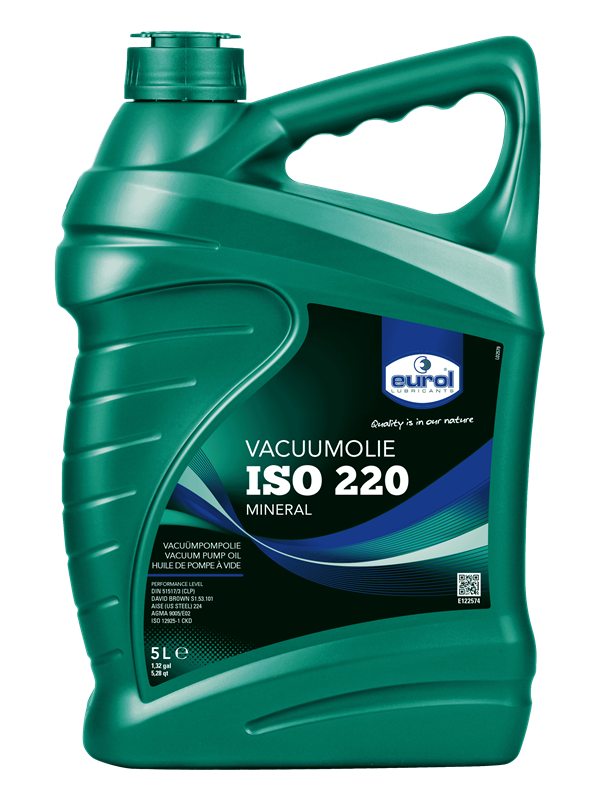 eurol
LUBRICANTS
Quality is in our nature
VACUUMOLIE
ISO 220
MINERAL
VACUÜMPOMPOLIE
VACUUM PUMP OIL
HUILE DE POMPE À VIDE
PERFORMANCE LEVEL
DIN 51517/3 (CLP)
DAVID BROWN S1.53.101
AISE (US STEEL) 224
AGMA 9005/E02
ISO 12925-1 CKD
5 L ℮
1,32 gal
5,28 qt
E122574